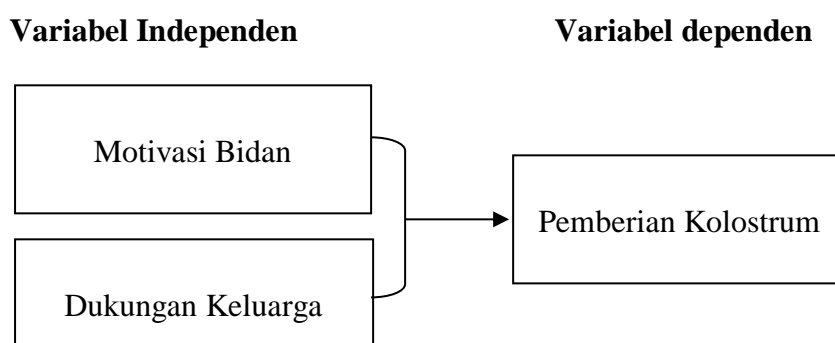 Variabel Independen
Variabel dependen
Motivasi Bidan
Pemberian Kolostrum
Dukungan Keluarga